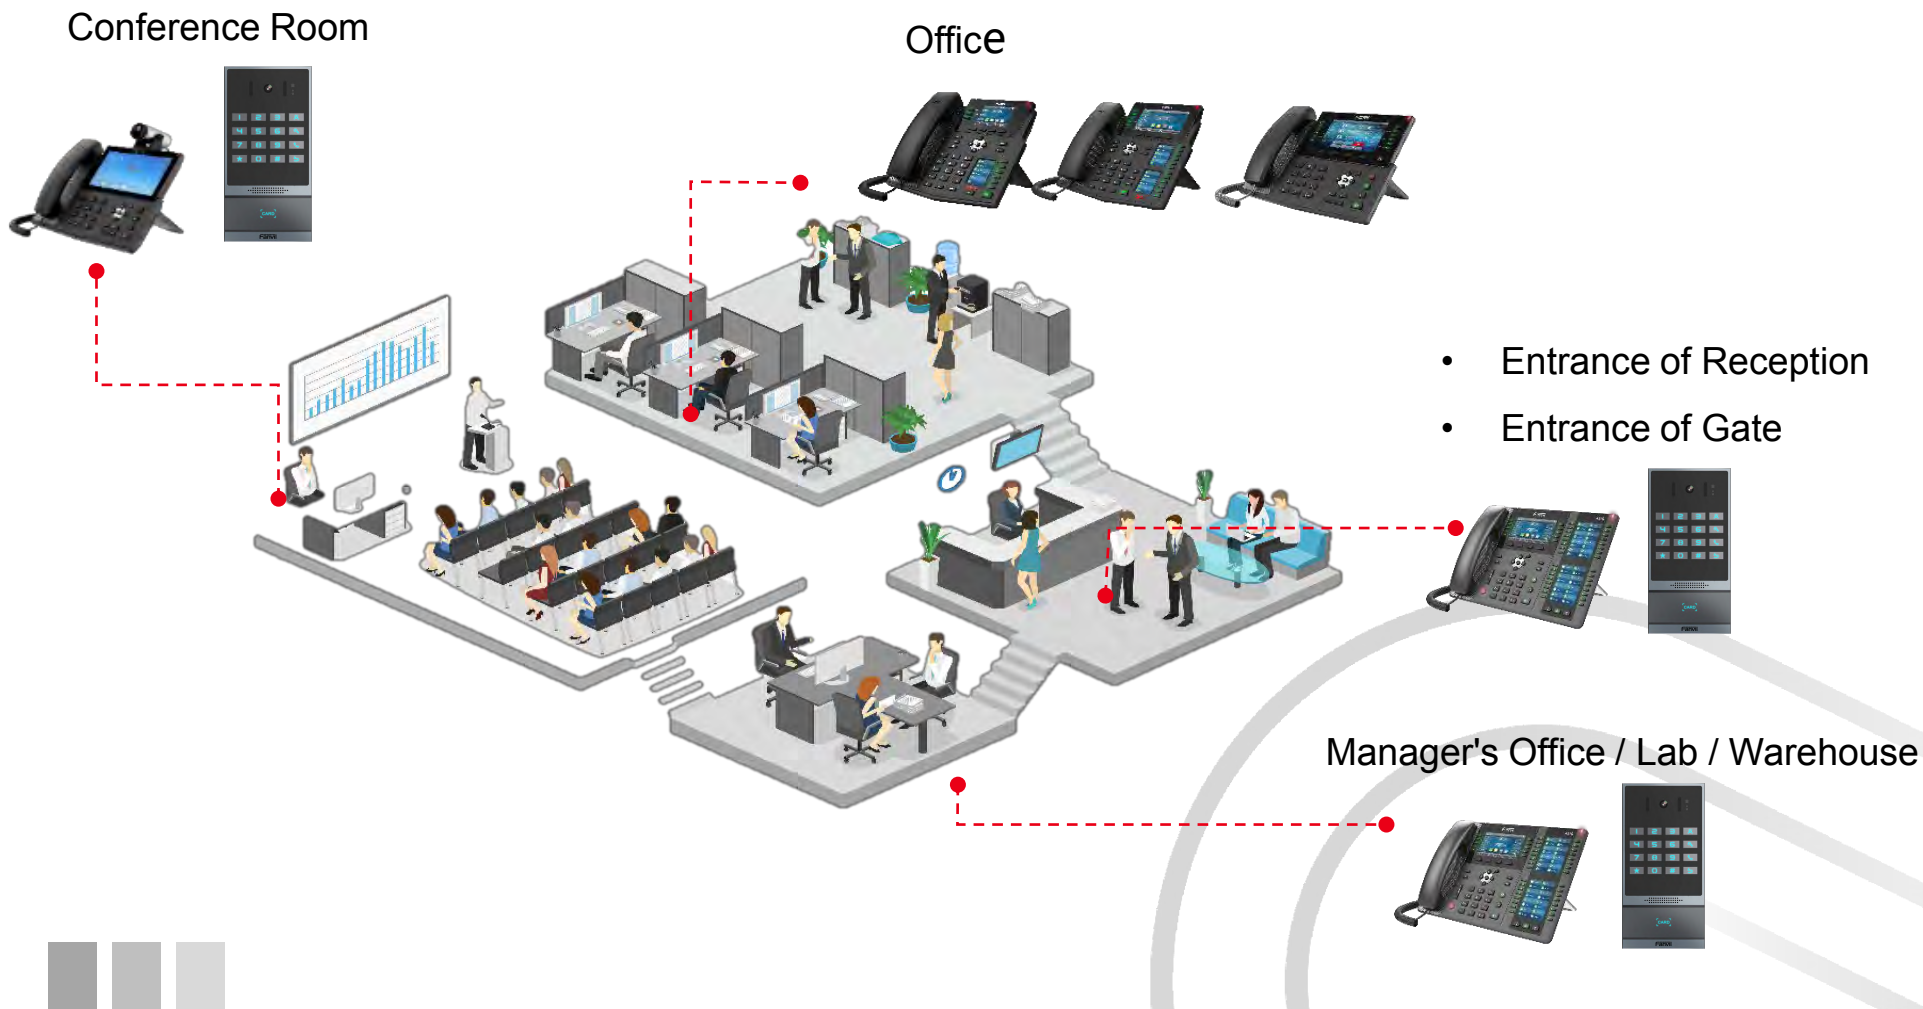 Conference Room
Office
• Entrance of Reception
• Entrance of Gate
Manager's Office / Lab / Warehouse